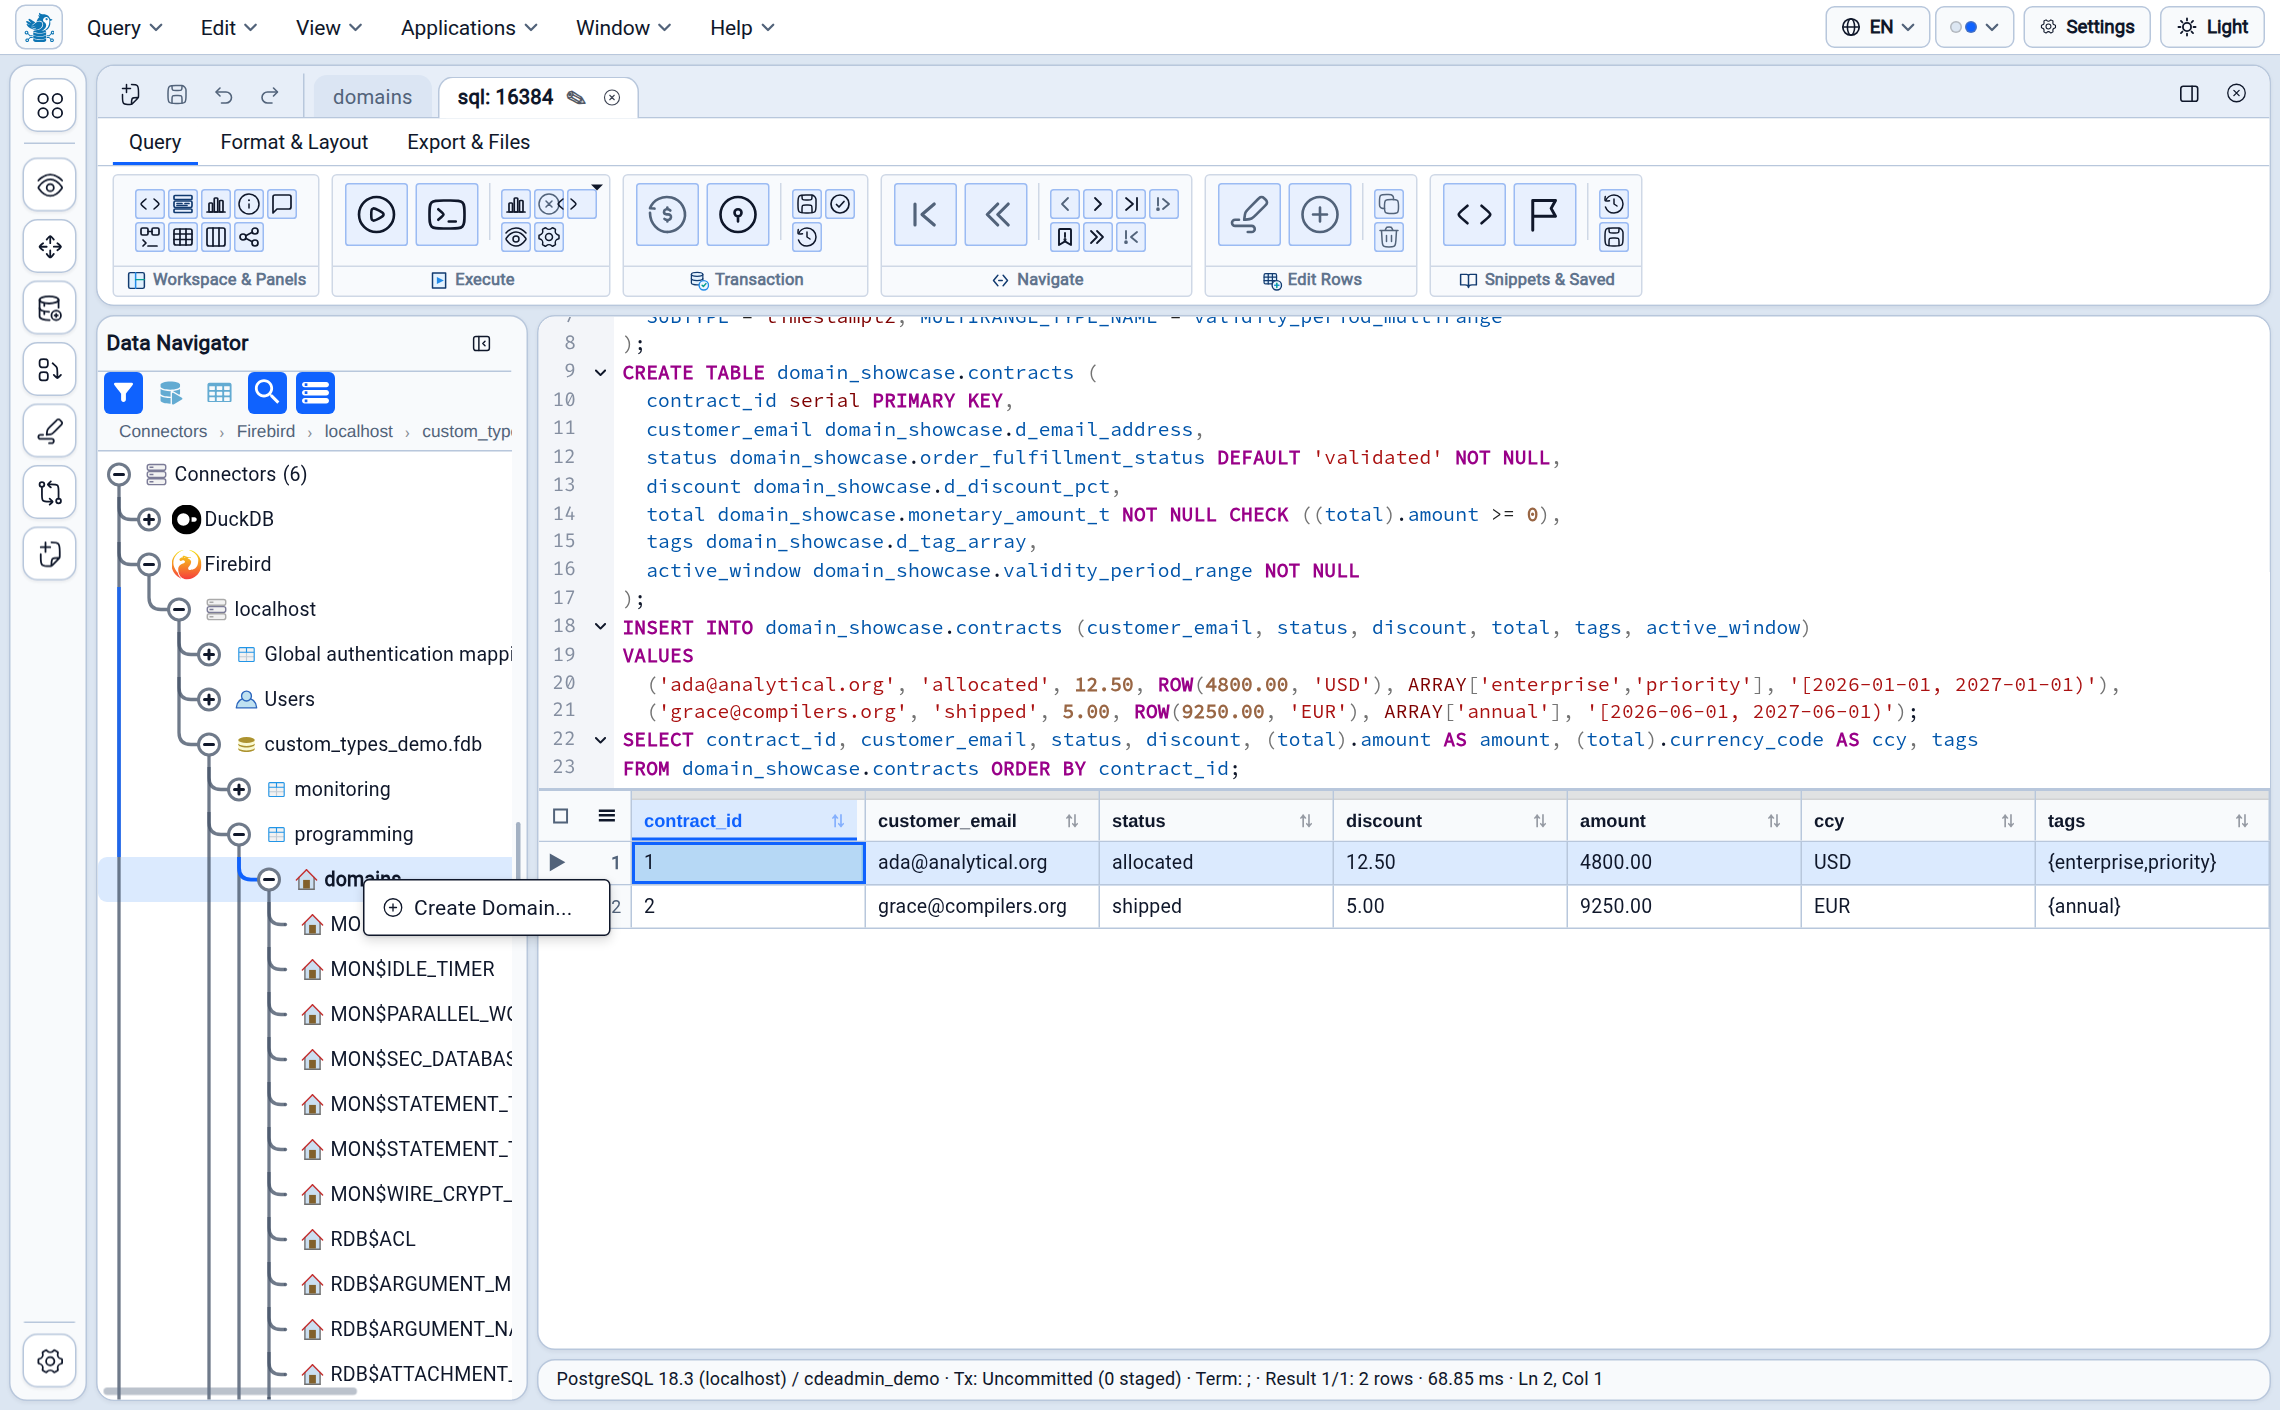 Query Edit View Applications Window Help EN Settings Light
domains sql: 16384
Query Format & Layout Export & Files
Workspace & Panels Execute Transaction Navigate Edit Rows Snippets & Saved
Data Navigator
Connectors › Firebird › localhost › custom_typ
Connectors (6)
DuckDB
Firebird
localhost
Global authentication mappi
Users
custom_types_demo.fdb
monitoring
programming
domains
Create Domain...
MO
MON$IDLE_TIMER
MON$PARALLEL_WO
MON$SEC_DATABAS
MON$STATEMENT_T
MON$STATEMENT_T
MON$WIRE_CRYPT_
RDB$ACL
RDB$ARGUMENT_M
RDB$ARGUMENT_NA
RDB$ATTACHMENT_
7 SUBTYPE = timestamptz, MULTIRANGE_TYPE_NAME = validity_period_multirange
8 );
9 CREATE TABLE domain_showcase.contracts (
10 contract_id serial PRIMARY KEY,
11 customer_email domain_showcase.d_email_address,
12 status domain_showcase.order_fulfillment_status DEFAULT 'validated' NOT NULL,
13 discount domain_showcase.d_discount_pct,
14 total domain_showcase.monetary_amount_t NOT NULL CHECK ((total).amount >= 0),
15 tags domain_showcase.d_tag_array,
16 active_window domain_showcase.validity_period_range NOT NULL
17 );
18 INSERT INTO domain_showcase.contracts (customer_email, status, discount, total, tags, active_window)
19 VALUES
20 ('ada@analytical.org', 'allocated', 12.50, ROW(4800.00, 'USD'), ARRAY['enterprise','priority'], '[2026-01-01, 2027-01-01)'),
21 ('grace@compilers.org', 'shipped', 5.00, ROW(9250.00, 'EUR'), ARRAY['annual'], '[2026-06-01, 2027-06-01)');
22 SELECT contract_id, customer_email, status, discount, (total).amount AS amount, (total).currency_code AS ccy, tags
23 FROM domain_showcase.contracts ORDER BY contract_id;
contract_id customer_email status discount amount ccy tags
1 1 ada@analytical.org allocated 12.50 4800.00 USD {enterprise,priority}
2 2 grace@compilers.org shipped 5.00 9250.00 EUR {annual}
PostgreSQL 18.3 (localhost) / cdeadmin_demo · Tx: Uncommitted (0 staged) · Term: ; · Result 1/1: 2 rows · 68.85 ms · Ln 2, Col 1